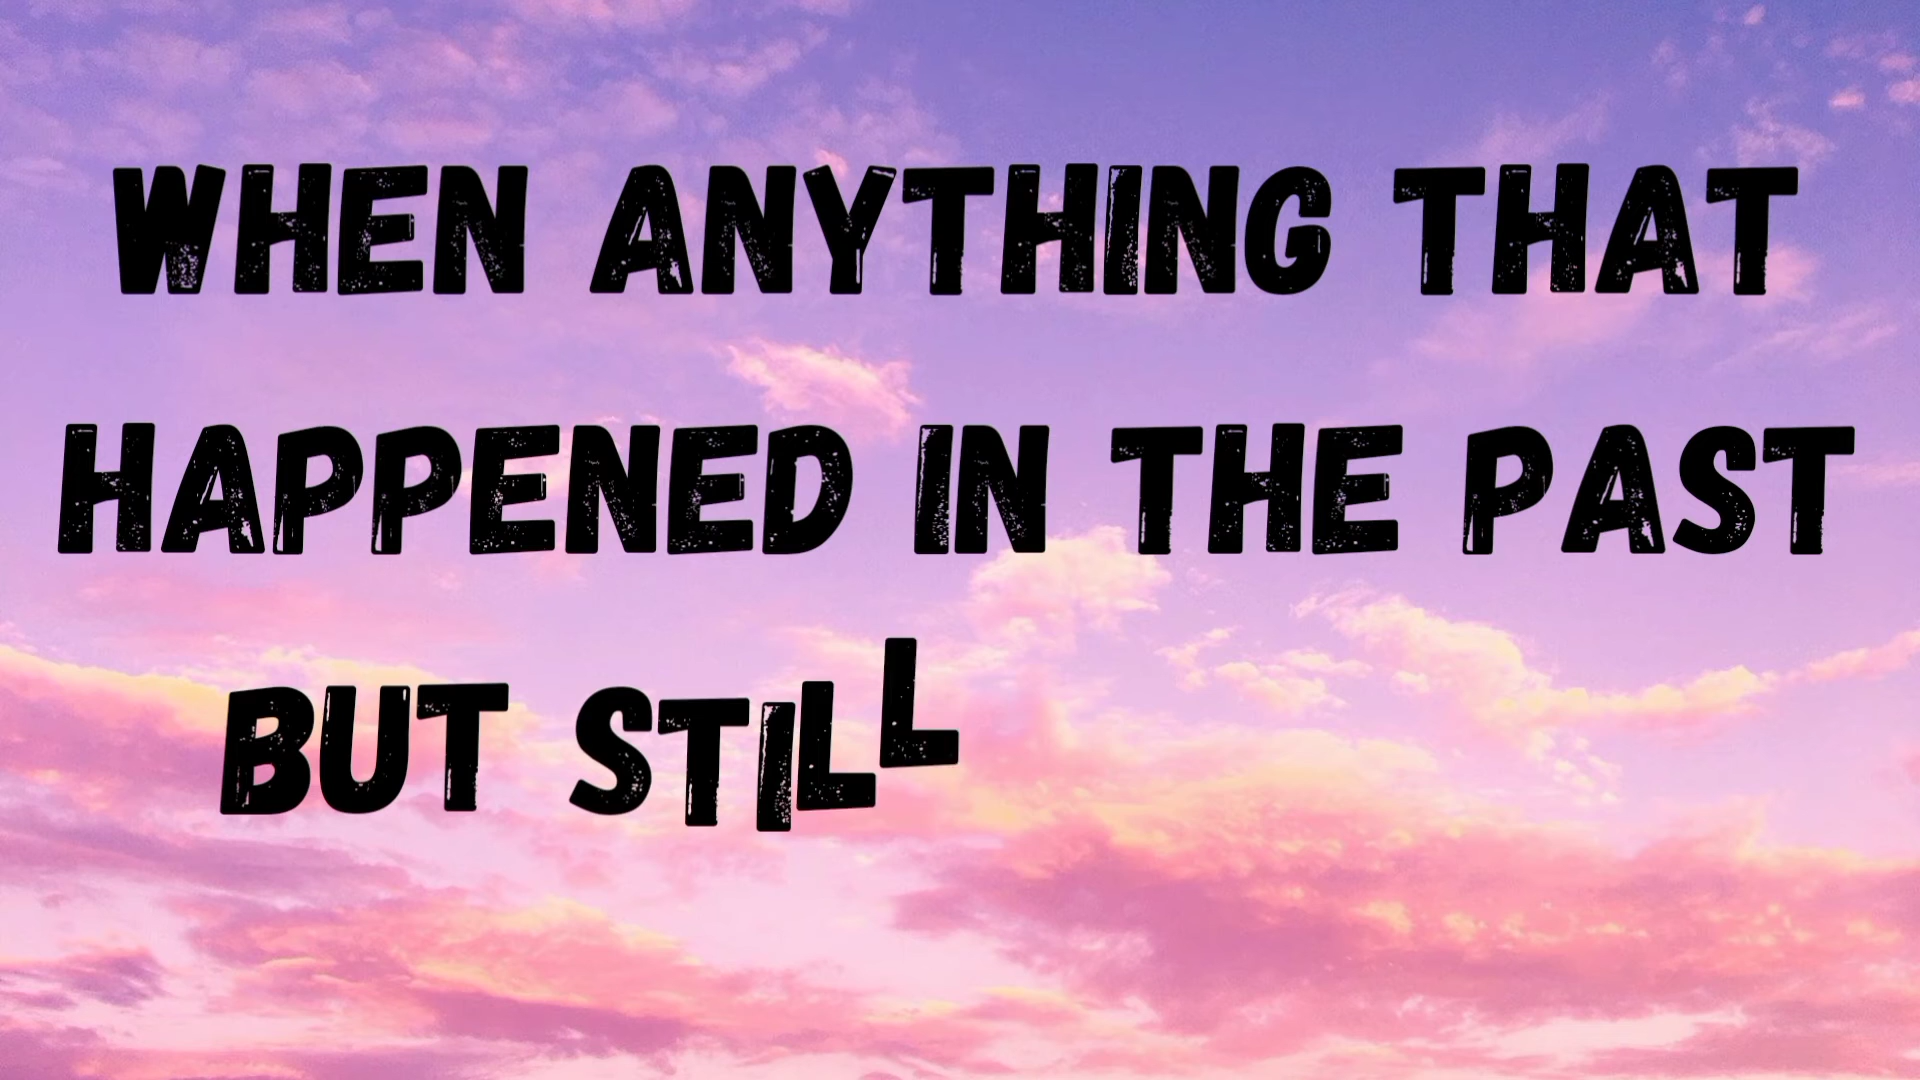 WHEN ANYTHING THAT
HAPPENED IN THE PAST
BUT STILL